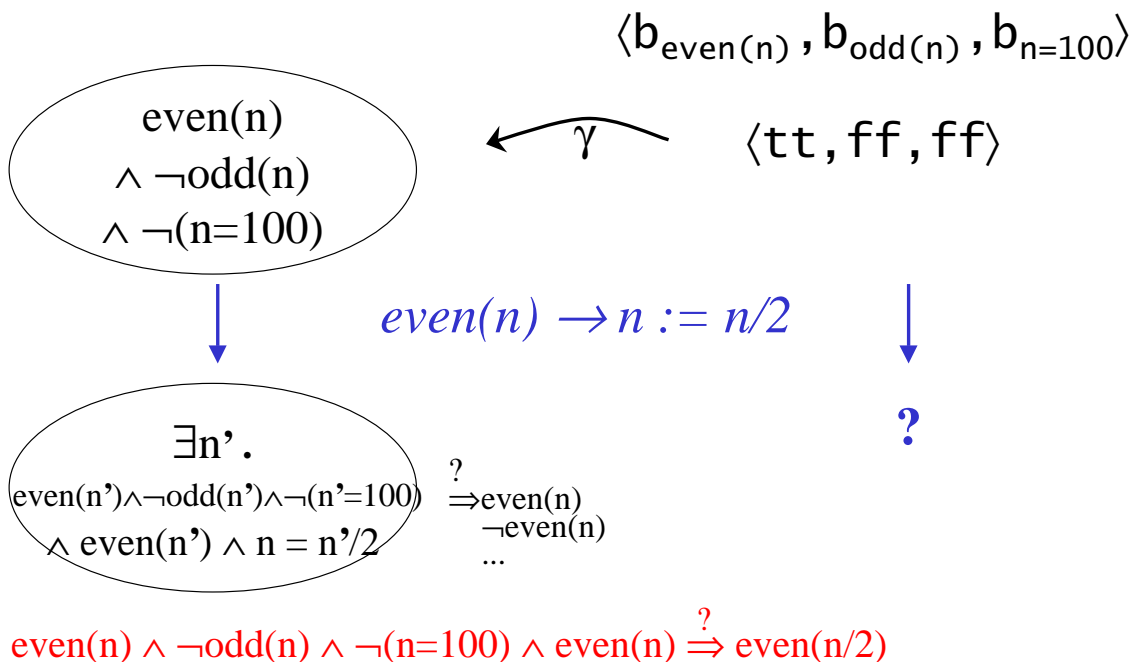 ⟨b_even(n) , b_odd(n) , b_n=100⟩
even(n)
∧ ¬odd(n)
∧ ¬(n=100)
γ
⟨tt, ff, ff⟩
even(n) → n := n/2
?
∃n’.
even(n’)∧¬odd(n’)∧¬(n’=100)
∧ even(n’) ∧ n = n’/2
?
⇒even(n)
¬even(n)
...
?
even(n) ∧ ¬odd(n) ∧ ¬(n=100) ∧ even(n) ⇒ even(n/2)